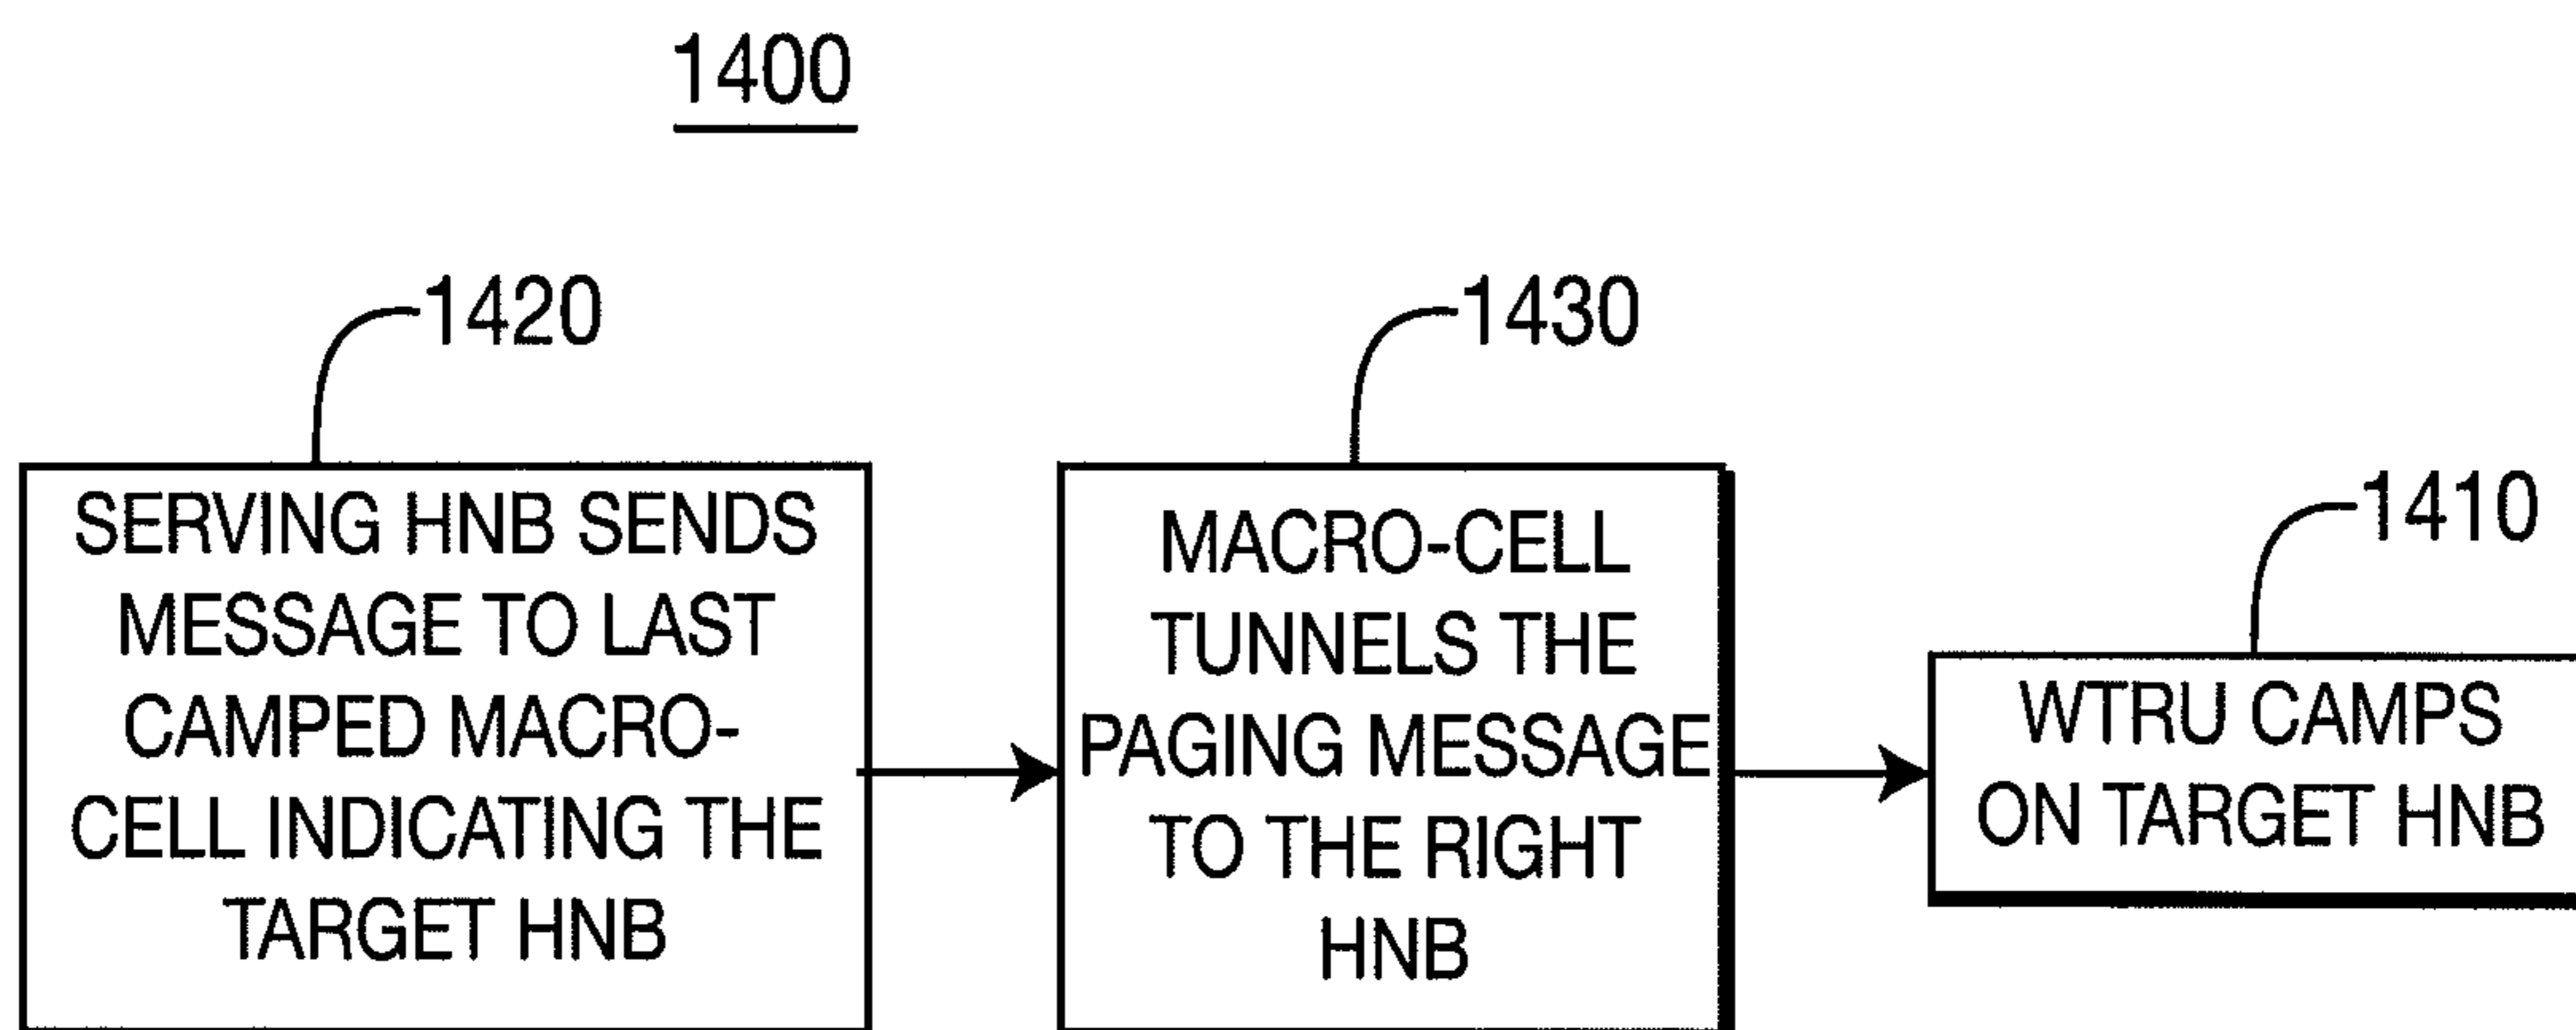 1400
1420
SERVING HNB SENDS
MESSAGE TO LAST
CAMPED MACRO-
CELL INDICATING THE
TARGET HNB
1430
MACRO-CELL
TUNNELS THE
PAGING MESSAGE
TO THE RIGHT
HNB
1410
WTRU CAMPS
ON TARGET HNB